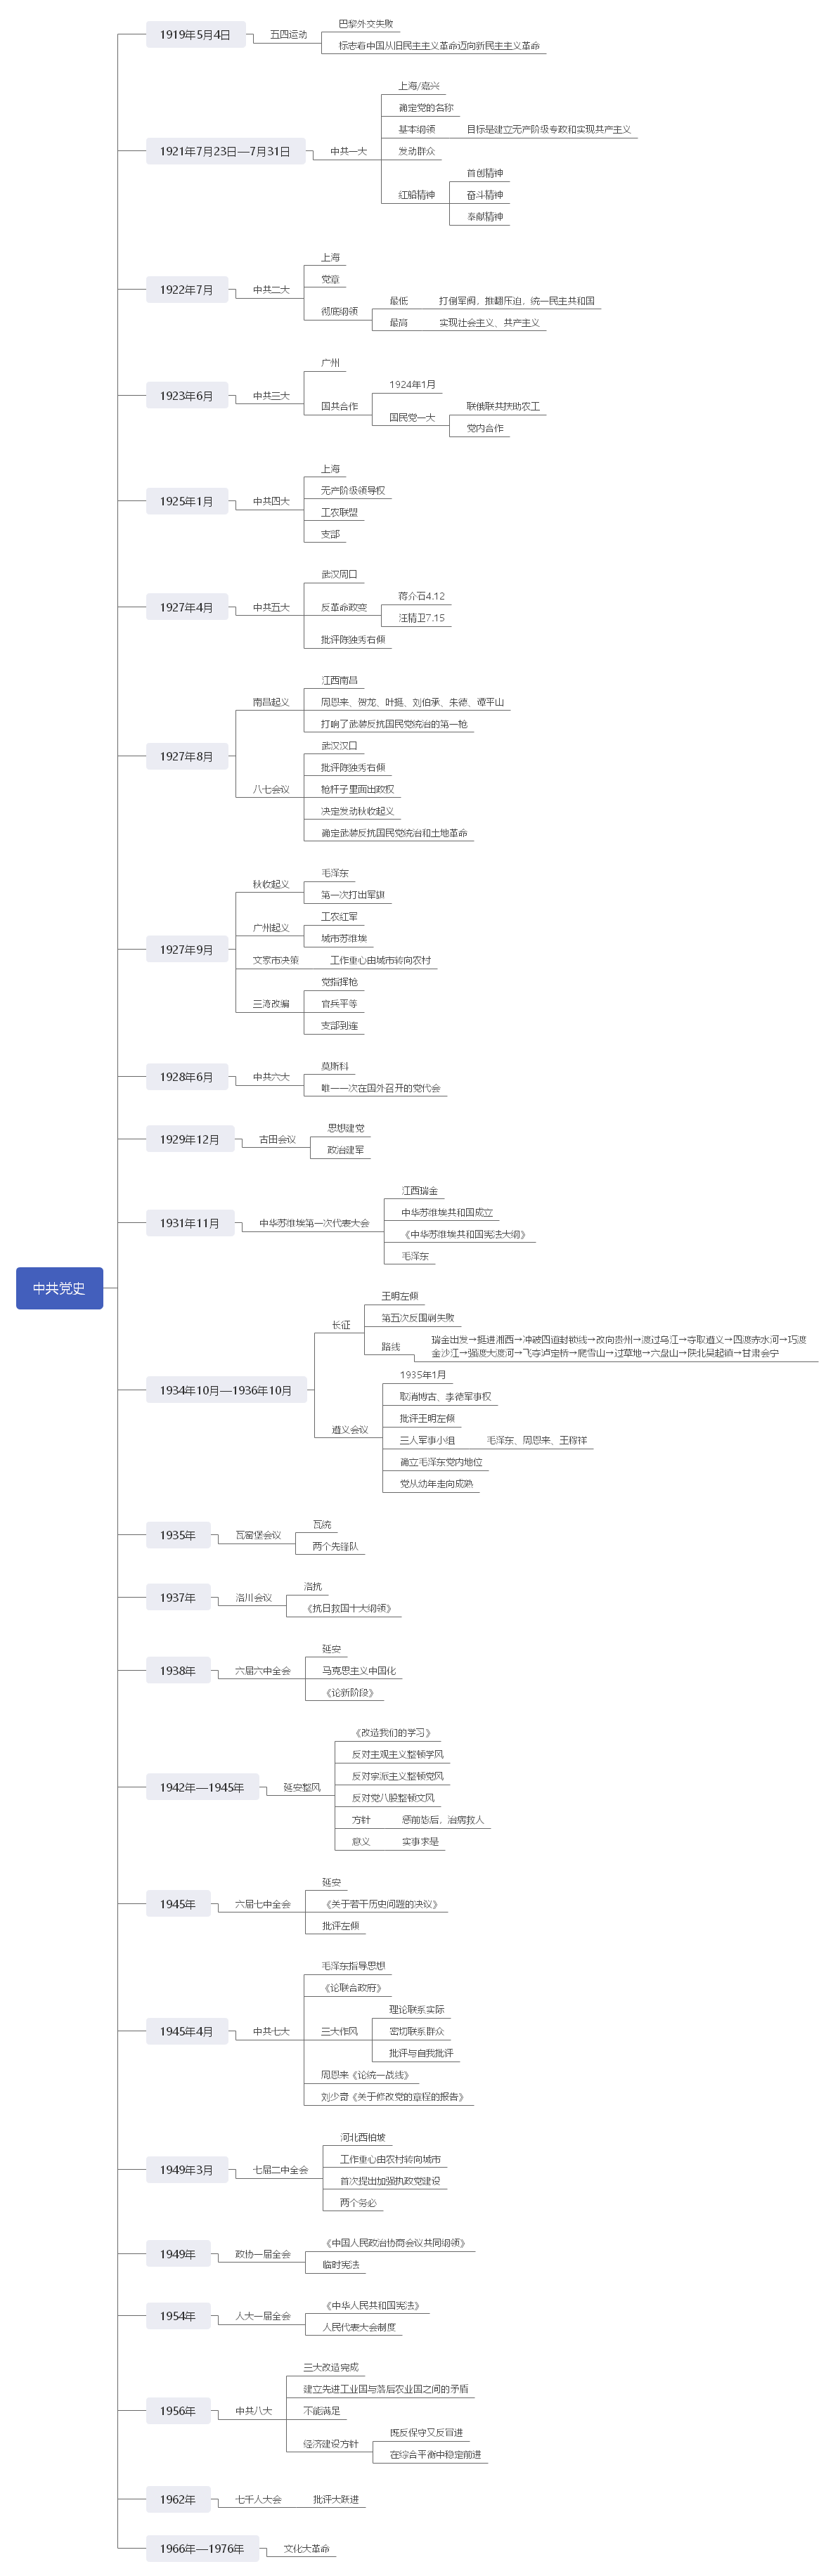 1919年5月4日
五四运动
巴黎外交失败
标志着中国从旧民主主义革命迈向新民主主义革命
1921年7月23日—7月31日
中共一大
上海/嘉兴
确定党的名称
基本纲领
目标是建立无产阶级专政和实现共产主义
发动群众
红船精神
首创精神
奋斗精神
奉献精神
1922年7月
中共二大
上海
党章
彻底纲领
最低
打倒军阀，推翻压迫，统一民主共和国
最高
实现社会主义、共产主义
1923年6月
中共三大
广州
国共合作
1924年1月
国民党一大
联俄联共扶助农工
党内合作
1925年1月
中共四大
上海
无产阶级领导权
工农联盟
支部
1927年4月
中共五大
武汉周口
反革命政变
蒋介石4.12
汪精卫7.15
批评陈独秀右倾
1927年8月
南昌起义
江西南昌
周恩来、贺龙、叶挺、刘伯承、朱德、谭平山
打响了武装反抗国民党统治的第一枪
八七会议
武汉汉口
批评陈独秀右倾
枪杆子里面出政权
决定发动秋收起义
确定武装反抗国民党统治和土地革命
1927年9月
秋收起义
毛泽东
第一次打出军旗
广州起义
工农红军
城市苏维埃
文家市决策
工作重心由城市转向农村
三湾改编
党指挥枪
官兵平等
支部到连
1928年6月
中共六大
莫斯科
唯一一次在国外召开的党代会
1929年12月
古田会议
思想建党
政治建军
1931年11月
中华苏维埃第一次代表大会
江西瑞金
中华苏维埃共和国成立
《中华苏维埃共和国宪法大纲》
毛泽东
中共党史
1934年10月—1936年10月
长征
王明左倾
第五次反围剿失败
路线
瑞金出发→挺进湘西→冲破四道封锁线→改向贵州→渡过乌江→夺取遵义→四渡赤水河→巧渡
金沙江→强渡大渡河→飞夺泸定桥→爬雪山→过草地→六盘山→陕北吴起镇→甘肃会宁
遵义会议
1935年1月
取消博古、李德军事权
批评王明左倾
三人军事小组
毛泽东、周恩来、王稼祥
确立毛泽东党内地位
党从幼年走向成熟
1935年
瓦窑堡会议
瓦统
两个先锋队
1937年
洛川会议
洛抗
《抗日救国十大纲领》
1938年
六届六中全会
延安
马克思主义中国化
《论新阶段》
1942年—1945年
延安整风
《改造我们的学习》
反对主观主义整顿学风
反对宗派主义整顿党风
反对党八股整顿文风
方针
惩前毖后，治病救人
意义
实事求是
1945年
六届七中全会
延安
《关于若干历史问题的决议》
批评左倾
1945年4月
中共七大
毛泽东指导思想
《论联合政府》
三大作风
理论联系实际
密切联系群众
批评与自我批评
周恩来《论统一战线》
刘少奇《关于修改党的章程的报告》
1949年3月
七届二中全会
河北西柏坡
工作重心由农村转向城市
首次提出加强执政党建设
两个务必
1949年
政协一届全会
《中国人民政治协商会议共同纲领》
临时宪法
1954年
人大一届全会
《中华人民共和国宪法》
人民代表大会制度
1956年
中共八大
三大改造完成
建立先进工业国与落后农业国之间的矛盾
不能满足
经济建设方针
既反保守又反冒进
在综合平衡中稳定前进
1962年
七千人大会
批评大跃进
1966年—1976年
文化大革命